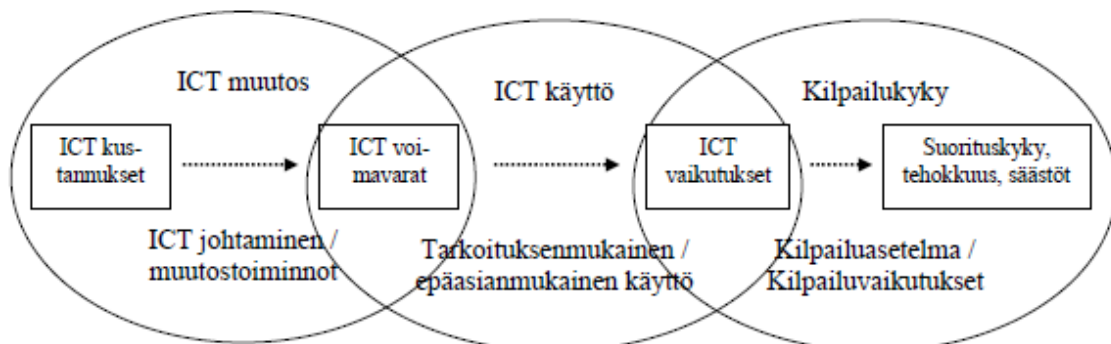 ICT muutos
ICT käyttö
Kilpailukyky
ICT kus-
tannukset
ICT voi-
mavarat
ICT
vaikutukset
Suorituskyky,
tehokkuus, säästöt
ICT johtaminen /
muutostoiminnot
Tarkoituksenmukainen /
epäasianmukainen käyttö
Kilpailuasetelma /
Kilpailuvaikutukset